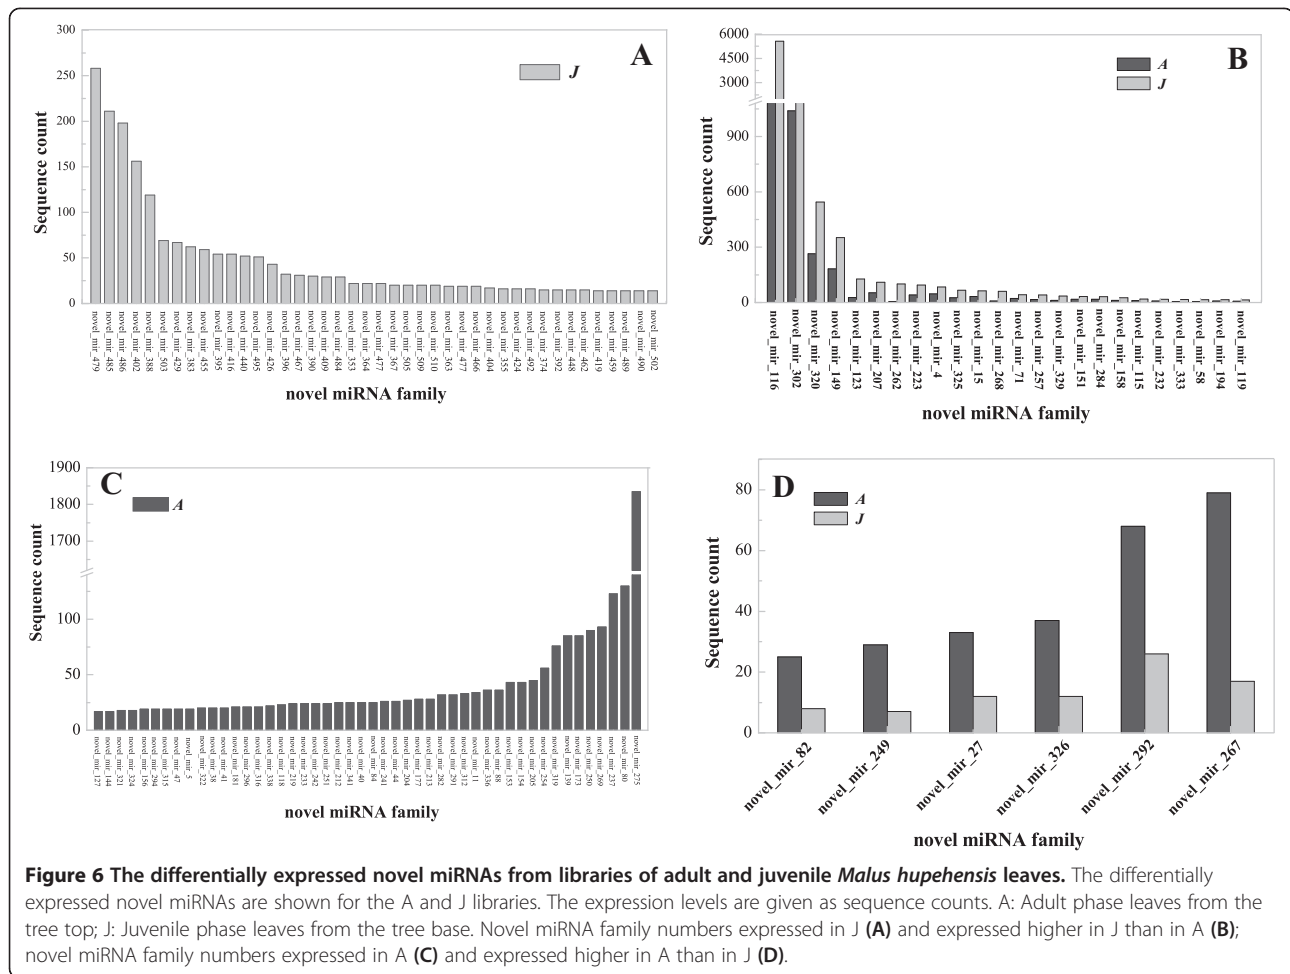 A
J
300
250
200
150
100
50
0
Sequence count
novel_mir_479
novel_mir_485
novel_mir_486
novel_mir_402
novel_mir_388
novel_mir_503
novel_mir_429
novel_mir_383
novel_mir_455
novel_mir_395
novel_mir_416
novel_mir_440
novel_mir_495
novel_mir_426
novel_mir_396
novel_mir_467
novel_mir_390
novel_mir_409
novel_mir_484
novel_mir_353
novel_mir_364
novel_mir_477
novel_mir_367
novel_mir_505
novel_mir_509
novel_mir_510
novel_mir_363
novel_mir_477
novel_mir_466
novel_mir_404
novel_mir_355
novel_mir_424
novel_mir_492
novel_mir_374
novel_mir_392
novel_mir_448
novel_mir_462
novel_mir_419
novel_mir_459
novel_mir_489
novel_mir_490
novel_mir_502
novel miRNA family
B
A
J
6000
4500
3000
900
600
300
0
Sequence count
novel_mir_116
novel_mir_302
novel_mir_320
novel_mir_149
novel_mir_123
novel_mir_207
novel_mir_262
novel_mir_223
novel_mir_4
novel_mir_325
novel_mir_15
novel_mir_268
novel_mir_71
novel_mir_257
novel_mir_329
novel_mir_151
novel_mir_284
novel_mir_158
novel_mir_115
novel_mir_232
novel_mir_333
novel_mir_58
novel_mir_194
novel_mir_119
novel miRNA family
C
A
1900
1800
1700
100
50
0
Sequence count
novel_mir_127
novel_mir_144
novel_mir_321
novel_mir_324
novel_mir_156
novel_mir_294
novel_mir_315
novel_mir_47
novel_mir_5
novel_mir_322
novel_mir_38
novel_mir_41
novel_mir_181
novel_mir_296
novel_mir_316
novel_mir_338
novel_mir_118
novel_mir_219
novel_mir_233
novel_mir_242
novel_mir_251
novel_mir_212
novel_mir_341
novel_mir_40
novel_mir_84
novel_mir_241
novel_mir_44
novel_mir_204
novel_mir_177
novel_mir_213
novel_mir_282
novel_mir_291
novel_mir_312
novel_mir_11
novel_mir_336
novel_mir_88
novel_mir_153
novel_mir_154
novel_mir_205
novel_mir_254
novel_mir_319
novel_mir_139
novel_mir_173
novel_mir_250
novel_mir_269
novel_mir_237
novel_mir_80
novel_mir_275
novel miRNA family
D
A
J
80
60
40
20
0
Sequence count
novel_mir_82
novel_mir_249
novel_mir_27
novel_mir_326
novel_mir_292
novel_mir_267
novel miRNA family
Figure 6 The differentially expressed novel miRNAs from libraries of adult and juvenile Malus hupehensis leaves. The differentially
expressed novel miRNAs are shown for the A and J libraries. The expression levels are given as sequence counts. A: Adult phase leaves from the
tree top; J: Juvenile phase leaves from the tree base. Novel miRNA family numbers expressed in J (A) and expressed higher in J than in A (B);
novel miRNA family numbers expressed in A (C) and expressed higher in A than in J (D).